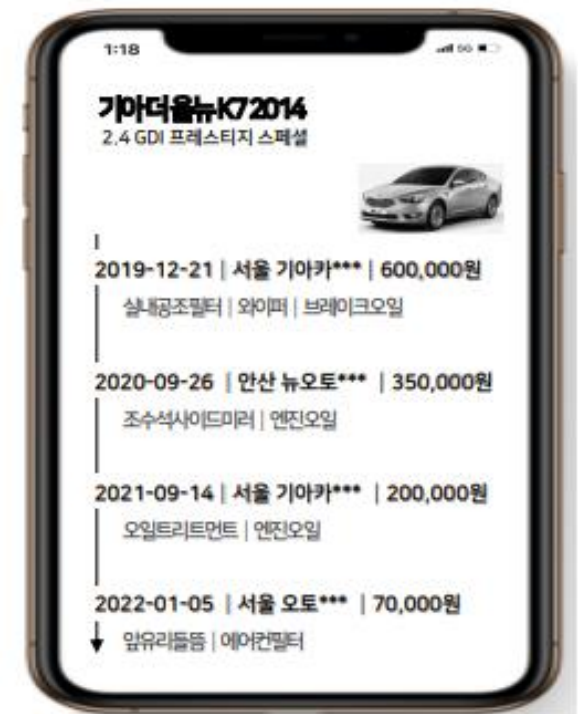 1:18
5G
기아더올뉴K7 2014
2.4 GDI 프레스티지 스페셜
2019-12-21 | 서울 기아카*** | 600,000원
실내공조필터 | 와이퍼 | 브레이크오일
2020-09-26 | 안산 뉴오토*** | 350,000원
조수석사이드미러 | 엔진오일
2021-09-14 | 서울 기아카*** | 200,000원
오일트리트먼트 | 엔진오일
2022-01-05 | 서울 오토*** | 70,000원
앞유리들뜸 | 에어컨필터